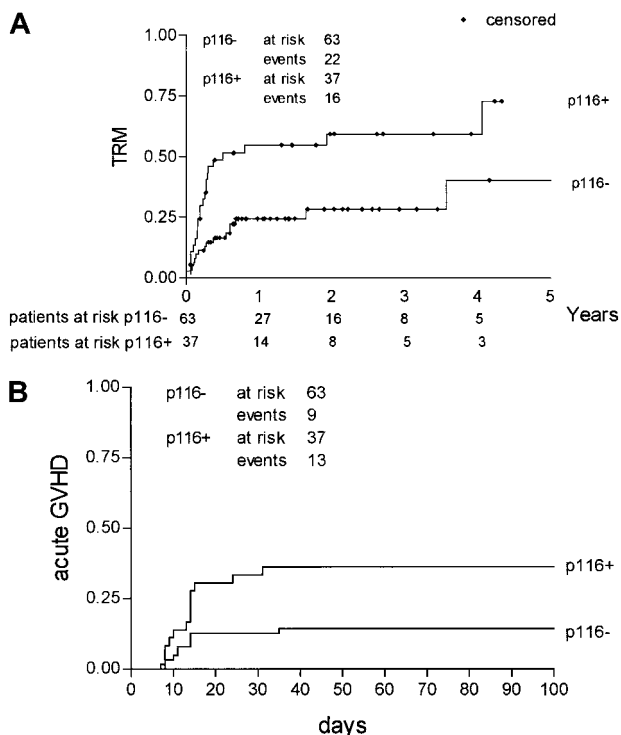 A
censored
1.00
0.75
0.50
0.25
0.00
TRM
p116- at risk 63
events 22
p116+ at risk 37
events 16
p116+
p116-
0 1 2 3 4 5
Years
patients at risk p116- 63 27 16 8 5
patients at risk p116+ 37 14 8 5 3
B
1.00
0.75
0.50
0.25
0.00
acute GVHD
p116- at risk 63
events 9
p116+ at risk 37
events 13
p116+
p116-
0 10 20 30 40 50 60 70 80 90 100
days